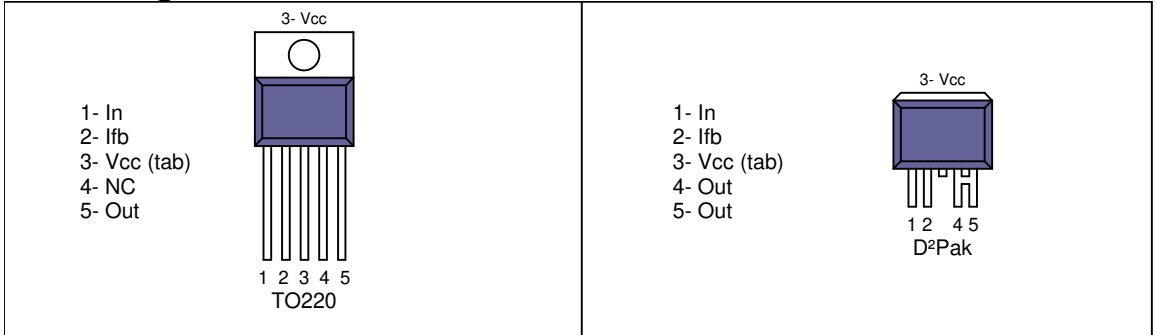 3- Vcc
1- In
2- Ifb
3- Vcc (tab)
4- NC
5- Out
1 2 3 4 5
TO220
3- Vcc
1- In
2- Ifb
3- Vcc (tab)
4- Out
5- Out
1 2 4 5
D²Pak